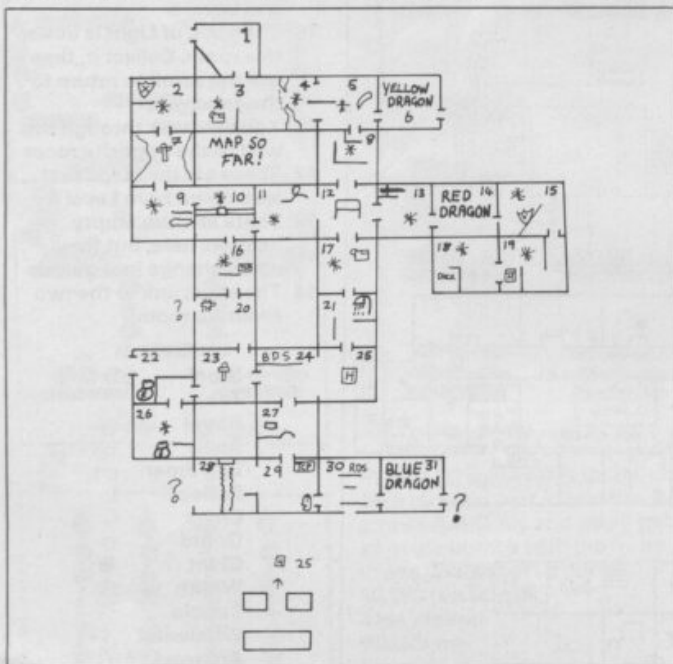 1
2 3 4 5 YELLOW
DRAGON
6
7 MAP SO 8
FAR!
9 10 11 12 13 RED 14 15
DRAGON
16 17 18 19
? 20 21
22 23 BDS 24 25
H
26 27
28 29 30 RDS BLUE 31
DRAGON
? ?
25